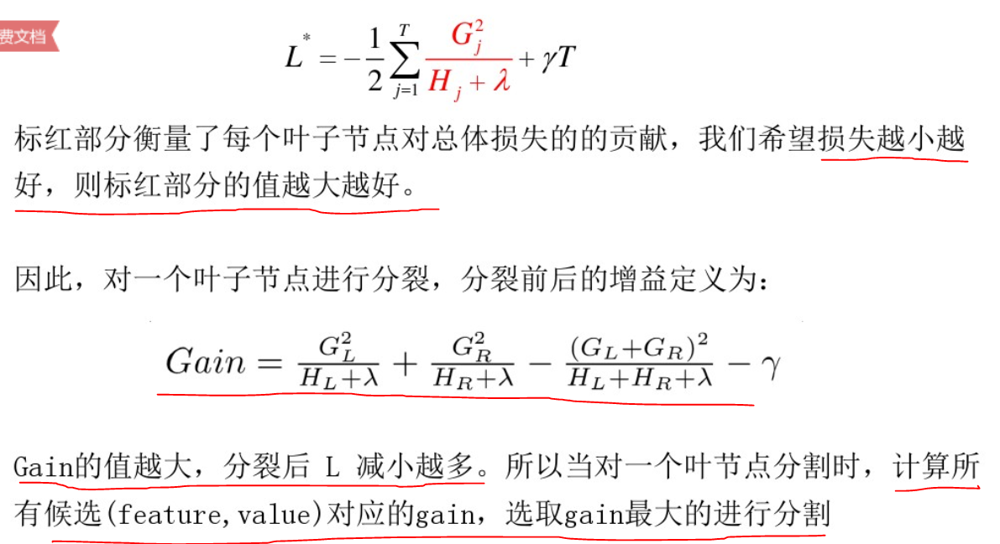 费文档
L^* = -\frac{1}{2}\sum_{j=1}^{T}\frac{G_j^2}{H_j+\lambda}+\gamma T
标红部分衡量了每个叶子节点对总体损失的的贡献，我们希望损失越小越
好，则标红部分的值越大越好。
因此，对一个叶子节点进行分裂，分裂前后的增益定义为：
Gain = \frac{G_L^2}{H_L+\lambda}+\frac{G_R^2}{H_R+\lambda}-\frac{(G_L+G_R)^2}{H_L+H_R+\lambda}-\gamma
Gain的值越大，分裂后 L 减小越多。所以当对一个叶节点分割时，计算所
有候选(feature,value)对应的gain，选取gain最大的进行分割